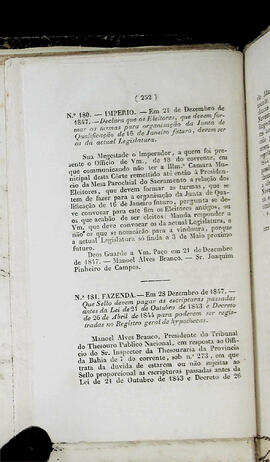 ( 252 )
N.º 180. — IMPERIO. — Em 21 de Dezembro de
1847. — Declara que os Eleitores, que devem for-
mar as turmas para organisação da Junta de
Qualificação de 16 de Janeiro futuro, devem ser
os da actual Legislatura.
Sua Magestade o Imperador, a quem foi pre-
sente o Officio de Vm., de 18 do corrente, em
que communicando não ter a Illm.ª Camara Mu-
nicipal desta Côrte remettido até então à Presiden-
cia da Mesa Parochial do Sacramento a relação dos
Eleitores, que devem formar as turmas, que se
tem de fazer para a organisação da Junta de Qua-
lificação de 16 de Janeiro futuro, pergunta se de-
ve convocar para este fim os Eleitores antigos, ou
os que acabão de ser eleitos: Manda responder a
Vm. que deve convocar os da actual Legislatura,
não os que se nomearão para a vindoura, porque
a actual Legislatura só finda a 3 de Maio proximo
futuro.
Deos Guarde a Vm. Paço em 21 de Dezembro
de 1847. — Manoel Alves Branco. — Sr. Joaquim
Pinheiro de Campos.
N.º 181. FAZENDA. — Em 28 de Dezembro de 1847. —
Que Sello devem pagar as escripturas passadas
antes da Lei de 21 de Outubro de 1843 e Decreto
de 26 de Abril de 1844 para poderem ser regis-
tradas no Registro geral de hypothecas.
Manoel Alves Branco, Presidente do Tribunal
do Thesouro Publico Nacional, em resposta ao Offi-
cio do Sr. Inspector da Thesouraria da Provincia
da Bahia de 7 do corrente, sob n.º 273, em que
trata da duvida de estarem ou não sujeitas ao
Sello proporcional as escripturas passadas antes da
Lei de 21 de Outubro de 1843 e Decreto de 26